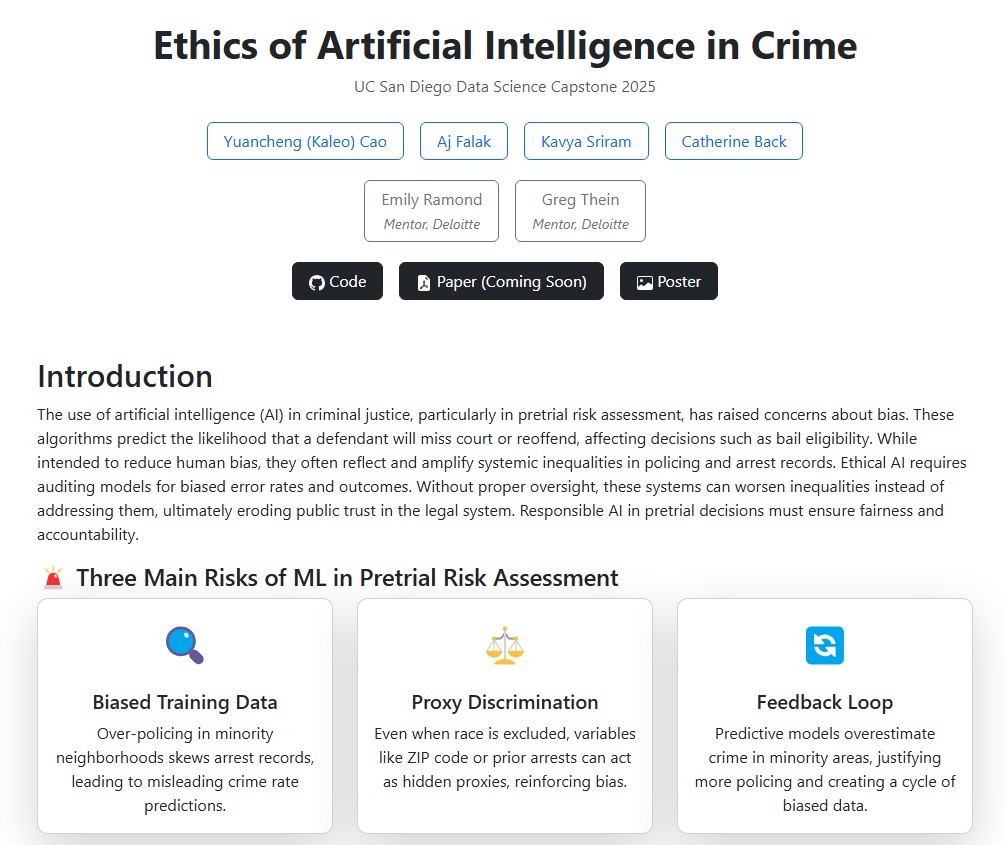 Ethics of Artificial Intelligence in Crime
UC San Diego Data Science Capstone 2025
Yuancheng (Kaleo) Cao
Aj Falak
Kavya Sriram
Catherine Back
Emily Ramond
Mentor, Deloitte
Greg Thein
Mentor, Deloitte
Code
Paper (Coming Soon)
Poster
Introduction
The use of artificial intelligence (AI) in criminal justice, particularly in pretrial risk assessment, has raised concerns about bias. These
algorithms predict the likelihood that a defendant will miss court or reoffend, affecting decisions such as bail eligibility. While
intended to reduce human bias, they often reflect and amplify systemic inequalities in policing and arrest records. Ethical AI requires
auditing models for biased error rates and outcomes. Without proper oversight, these systems can worsen inequalities instead of
addressing them, ultimately eroding public trust in the legal system. Responsible AI in pretrial decisions must ensure fairness and
accountability.
Three Main Risks of ML in Pretrial Risk Assessment
Biased Training Data
Over-policing in minority
neighborhoods skews arrest records,
leading to misleading crime rate
predictions.
Proxy Discrimination
Even when race is excluded, variables
like ZIP code or prior arrests can act
as hidden proxies, reinforcing bias.
Feedback Loop
Predictive models overestimate
crime in minority areas, justifying
more policing and creating a cycle of
biased data.